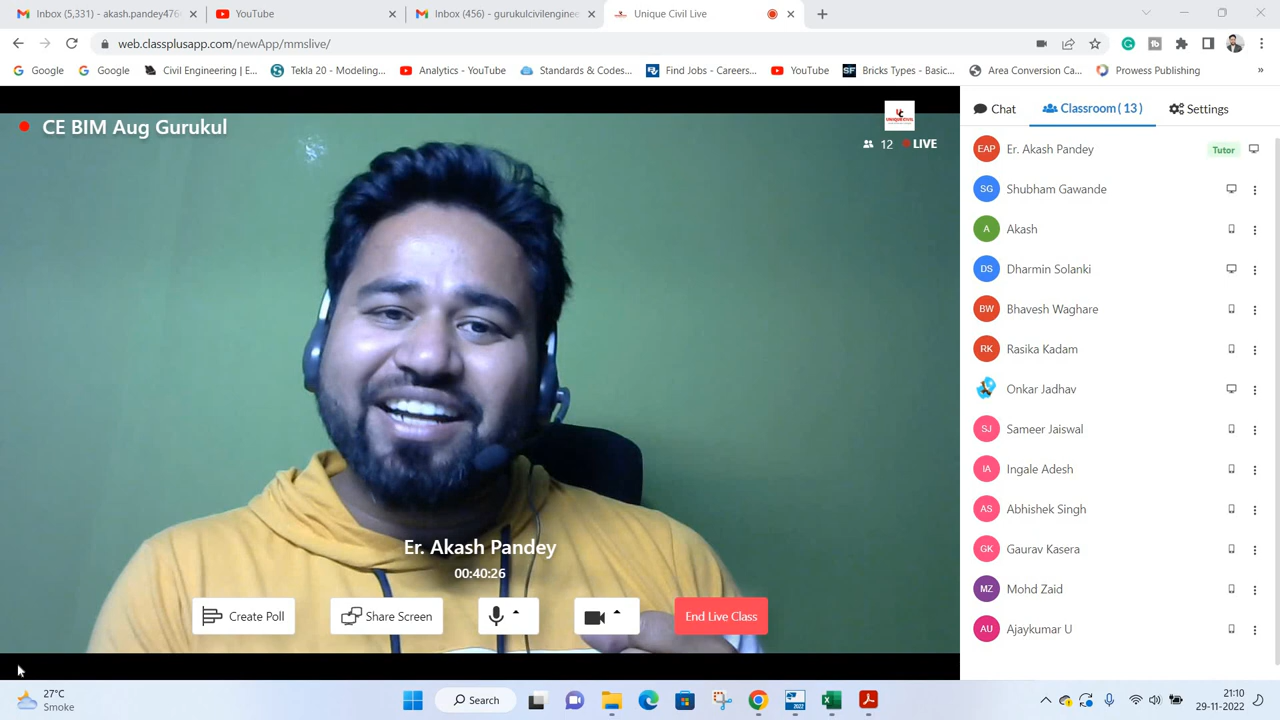 Inbox (5,331) - akash.pandey476
YouTube
Inbox (456) - gurukulcivilenginee
Unique Civil Live
web.classplusapp.com/newApp/mmslive/
Google
Google
Civil Engineering | E...
Tekla 20 - Modeling...
Analytics - YouTube
Standards & Codes...
Find Jobs - Careers...
YouTube
SF
Bricks Types - Basic...
Area Conversion Ca...
Prowess Publishing
»
CE BIM Aug Gurukul
UNIQUE CIVIL
12
LIVE
Er. Akash Pandey
00:40:26
Create Poll
Share Screen
End Live Class
Chat
Classroom ( 13 )
Settings
EAP Er. Akash Pandey Tutor
SG Shubham Gawande
A Akash
DS Dharmin Solanki
BW Bhavesh Waghare
RK Rasika Kadam
Onkar Jadhav
SJ Sameer Jaiswal
IA Ingale Adesh
AS Abhishek Singh
GK Gaurav Kasera
MZ Mohd Zaid
AU Ajaykumar U
27°C
Smoke
Search
2022
21:10
29-11-2022